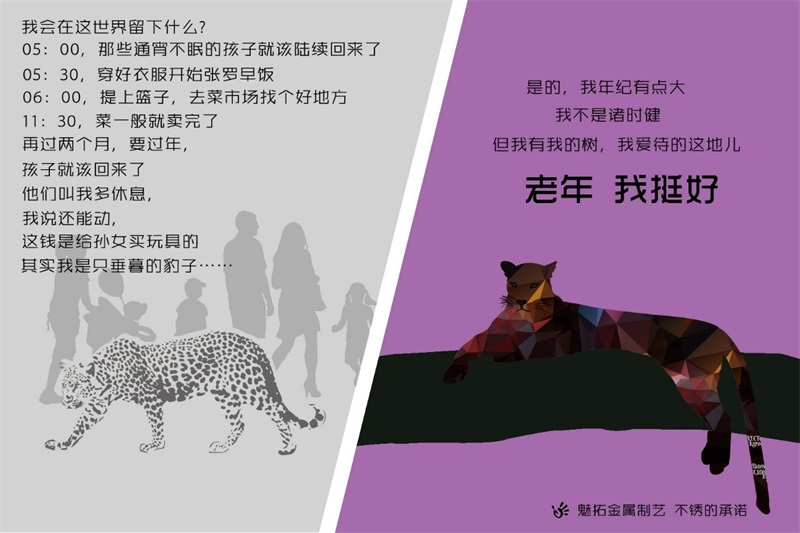 我会在这世界留下什么?
05：00，那些通宵不眠的孩子就该陆续回来了
05：30，穿好衣服开始张罗早饭
06：00，提上篮子，去菜市场找个好地方
11：30，菜一般就卖完了
再过两个月，要过年，
孩子就该回来了
他们叫我多休息，
我说还能动，
这钱是给孙女买玩具的
其实我是只垂暮的豹子……
是的，我年纪有点大
我不是诸时健
但我有我的树，我爱待的这地儿
老年 我挺好
魅拓金属制艺 不锈的承诺